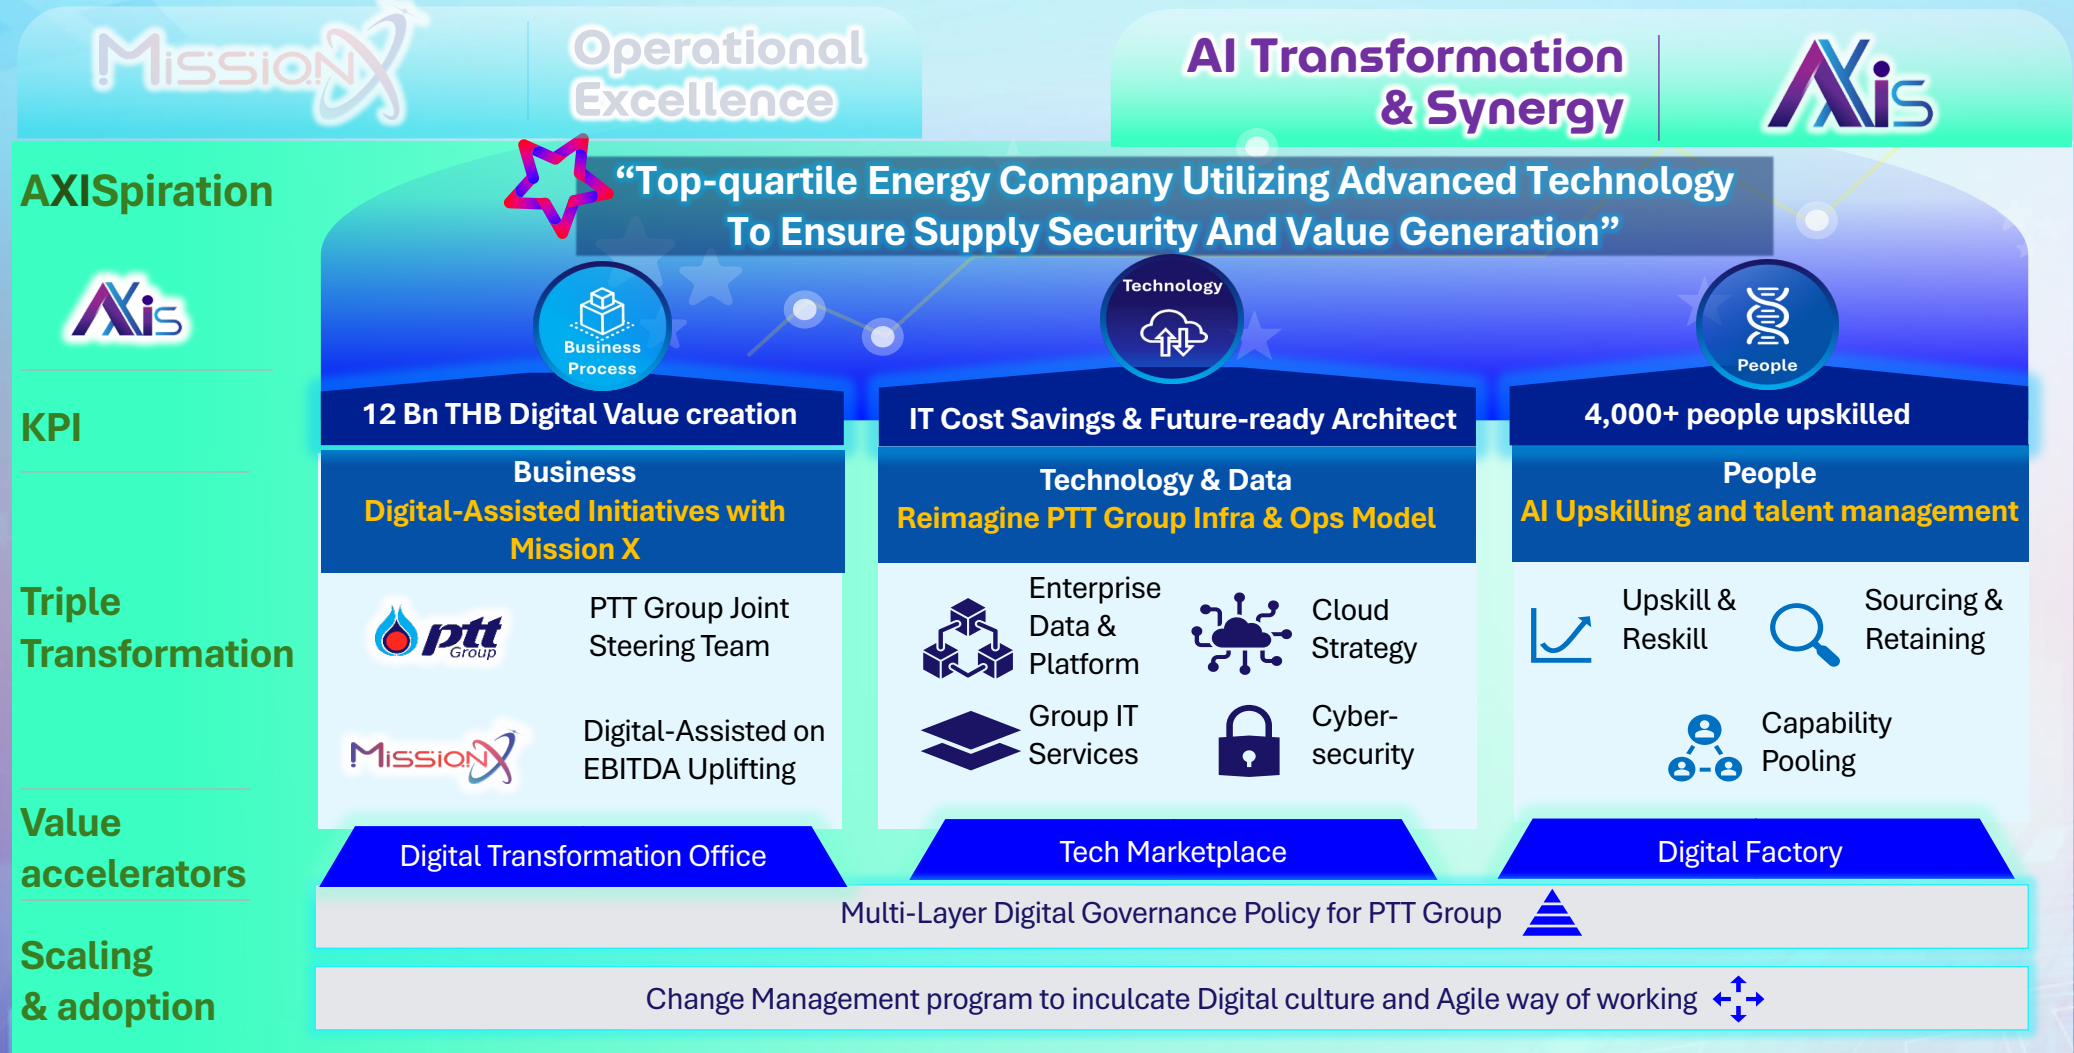 MissionX
Operational
Excellence
AI Transformation
& Synergy
AXis
AXISpiration
“Top-quartile Energy Company Utilizing Advanced Technology
To Ensure Supply Security And Value Generation”
AXis
Business
Process
Technology
People
KPI
12 Bn THB Digital Value creation
IT Cost Savings & Future-ready Architect
4,000+ people upskilled
Triple
Transformation
Business
Digital-Assisted Initiatives with
Mission X
ptt
Group
PTT Group Joint
Steering Team
MissionX
Digital-Assisted on
EBITDA Uplifting
Technology & Data
Reimagine PTT Group Infra & Ops Model
Enterprise
Data &
Platform
Cloud
Strategy
Group IT
Services
Cyber-
security
People
AI Upskilling and talent management
Upskill &
Reskill
Sourcing &
Retaining
Capability
Pooling
Value
accelerators
Digital Transformation Office
Tech Marketplace
Digital Factory
Scaling
& adoption
Multi-Layer Digital Governance Policy for PTT Group
Change Management program to inculcate Digital culture and Agile way of working